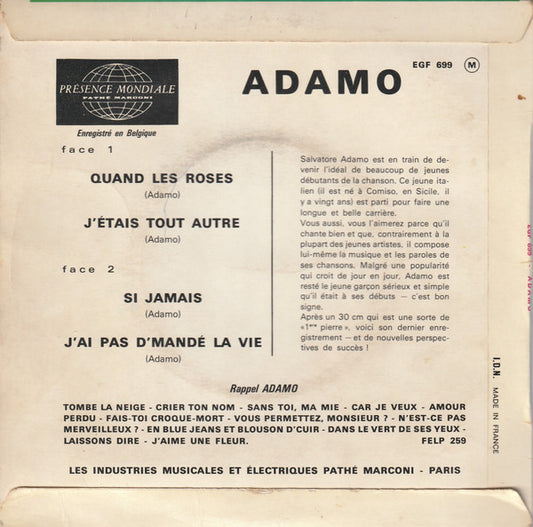 EGF 699 M
ADAMO
PRÉSENCE MONDIALE
PATHÉ MARCONI
Enregistré en Belgique
face 1
QUAND LES ROSES
(Adamo)
J'ÉTAIS TOUT AUTRE
(Adamo)
face 2
SI JAMAIS
(Adamo)
J'AI PAS D'MANDÉ LA VIE
(Adamo)
Salvatore Adamo est en train de de-
venir l'idéal de beaucoup de jeunes
débutants de la chanson. Ce jeune ita-
lien (il est né à Comiso, en Sicile, il
y a vingt ans) est parti pour faire une
longue et belle carrière.
Vous aussi, vous l'aimerez parce qu'il
chante bien et que, contrairement à la
plupart des jeunes artistes, il compose
lui-même la musique et les paroles de
ses chansons. Malgré une popularité
qui croit de jour en jour, Adamo est
resté le jeune garçon sérieux et simple
qu'il était à ses débuts — c'est bon
signe.
Après un 30 cm qui est une sorte de
«1ère pierre», voici son dernier enre-
gistrement — et de nouvelles perspec-
tives de succès !
Rappel ADAMO
TOMBE LA NEIGE - CRIER TON NOM - SANS TOI, MA MIE - CAR JE VEUX - AMOUR
PERDU - FAIS-TOI CROQUE-MORT - VOUS PERMETTEZ, MONSIEUR ? - N'EST-CE PAS
MERVEILLEUX ? - EN BLUE JEANS ET BLOUSON D'CUIR - DANS LE VERT DE SES YEUX -
LAISSONS DIRE - J'AIME UNE FLEUR. FELP 259
LES INDUSTRIES MUSICALES ET ÉLECTRIQUES PATHÉ MARCONI - PARIS
EGF 699 - ADAMO
I.D.N. MADE IN FRANCE